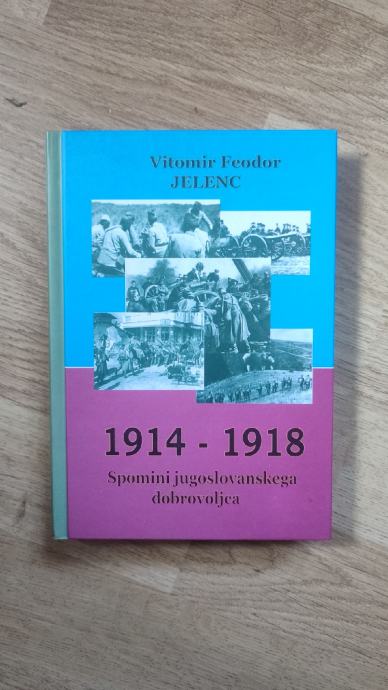 Vitomir Feodor
JELENC
1914 - 1918
Spomini jugoslovanskega
dobrovoljca